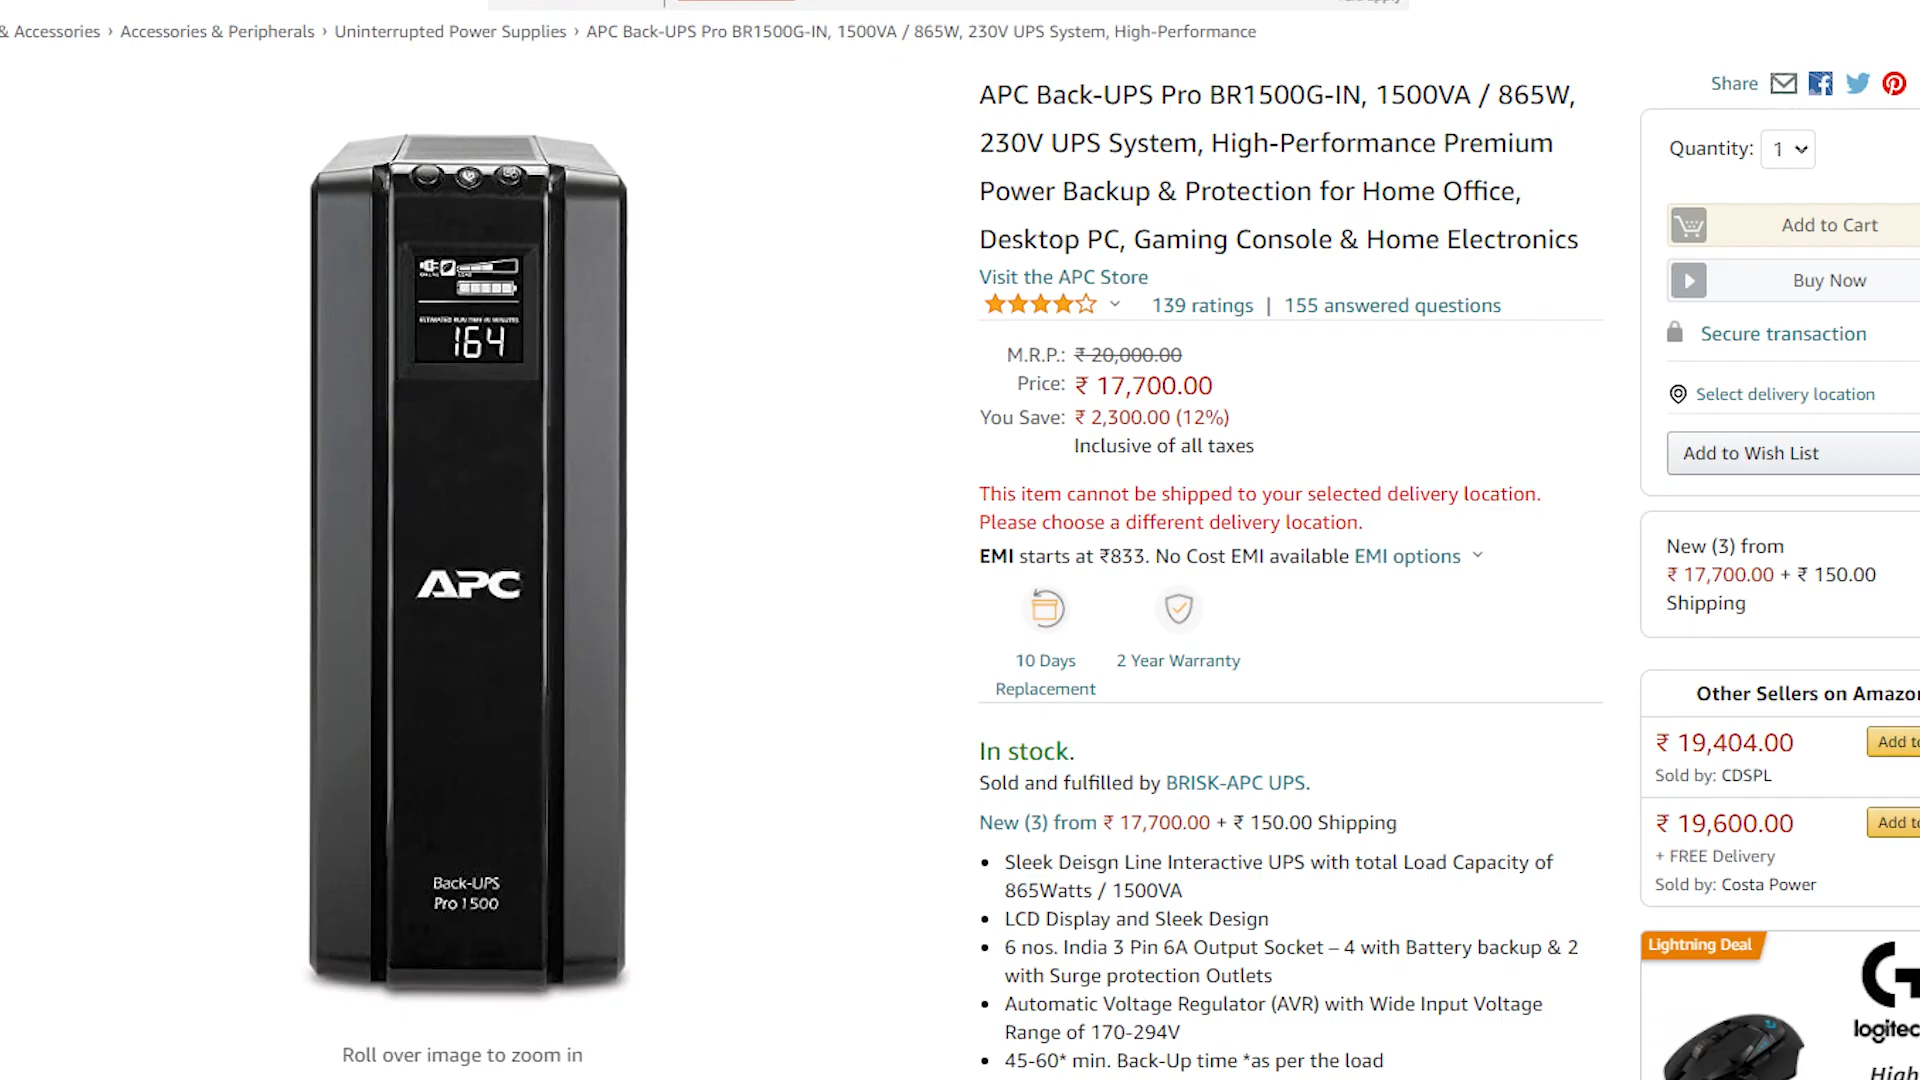 & Accessories › Accessories & Peripherals › Uninterrupted Power Supplies › APC Back-UPS Pro BR1500G-IN, 1500VA / 865W, 230V UPS System, High-Performance
APC Back-UPS Pro BR1500G-IN, 1500VA / 865W,
230V UPS System, High-Performance Premium
Power Backup & Protection for Home Office,
Desktop PC, Gaming Console & Home Electronics
Visit the APC Store
139 ratings | 155 answered questions
M.R.P.: ₹ 20,000.00
Price: ₹ 17,700.00
You Save: ₹ 2,300.00 (12%)
Inclusive of all taxes
This item cannot be shipped to your selected delivery location.
Please choose a different delivery location.
EMI starts at ₹833. No Cost EMI available EMI options
10 Days
Replacement
2 Year Warranty
In stock.
Sold and fulfilled by BRISK-APC UPS.
New (3) from ₹ 17,700.00 + ₹ 150.00 Shipping
• Sleek Deisgn Line Interactive UPS with total Load Capacity of
865Watts / 1500VA
• LCD Display and Sleek Design
• 6 nos. India 3 Pin 6A Output Socket – 4 with Battery backup & 2
with Surge protection Outlets
• Automatic Voltage Regulator (AVR) with Wide Input Voltage
Range of 170-294V
• 45-60* min. Back-Up time *as per the load
ESTIMATED RUN TIME IN MINUTES
164
APC
Back-UPS
Pro 1500
Roll over image to zoom in
Share
Quantity: 1
Add to Cart
Buy Now
Secure transaction
Select delivery location
Add to Wish List
New (3) from
₹ 17,700.00 + ₹ 150.00
Shipping
Other Sellers on Amazo
₹ 19,404.00
Add to
Sold by: CDSPL
₹ 19,600.00
Add to
+ FREE Delivery
Sold by: Costa Power
Lightning Deal
logitec
High